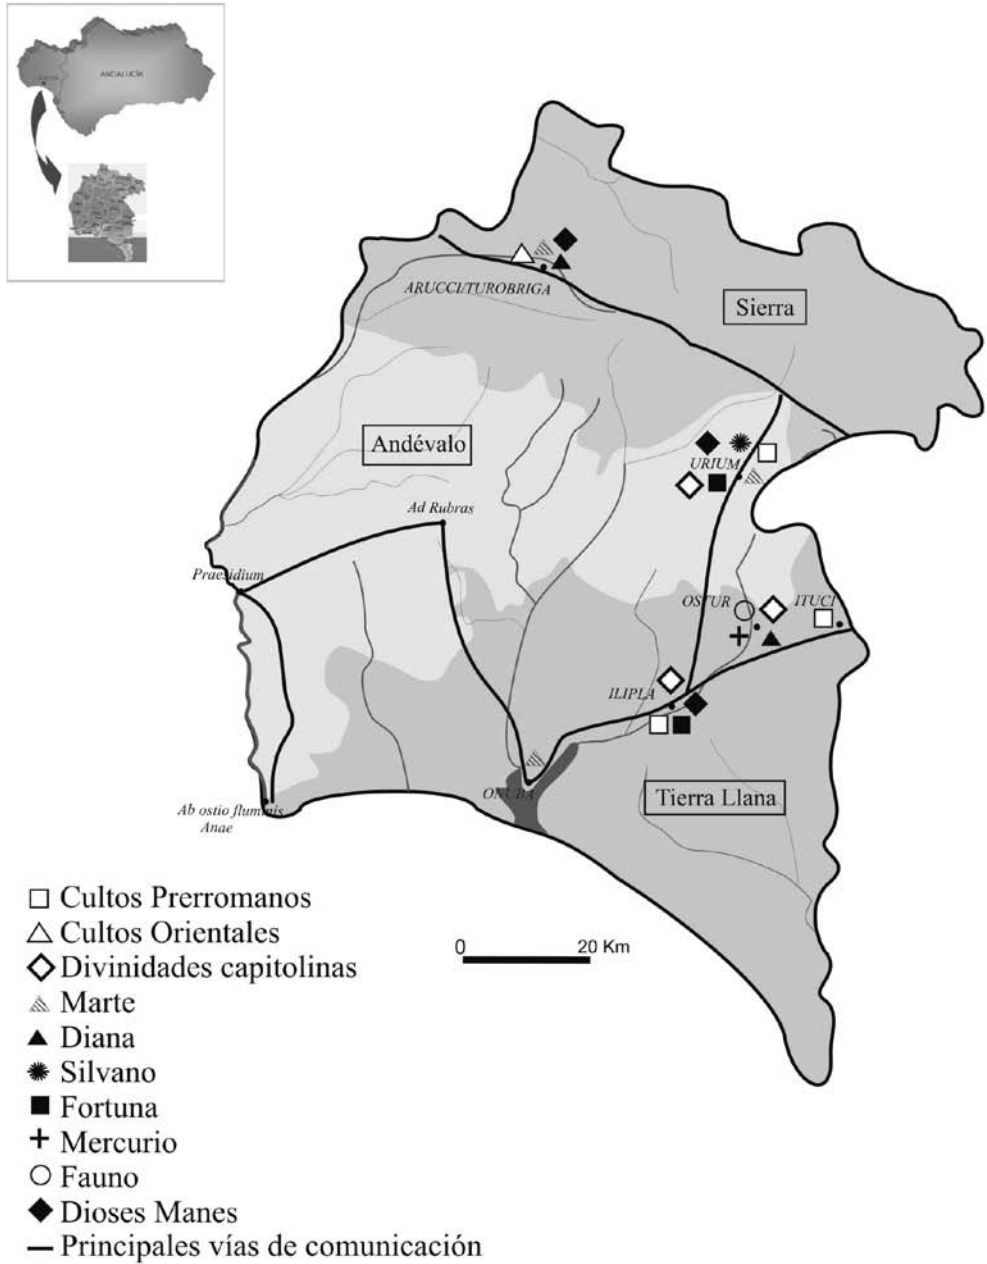 ANDALUCÍA
ARUCCI/TUROBRIGA
Sierra
Andévalo
URIUM
Ad Rubras
Praesidium
OSTUR
ITUCI
ILIPLA
ONUBA
Tierra Llana
Ab ostio fluminis
Anae
Cultos Prerromanos
Cultos Orientales
Divinidades capitolinas
Marte
Diana
Silvano
Fortuna
Mercurio
Fauno
Dioses Manes
Principales vías de comunicación
0 20 Km